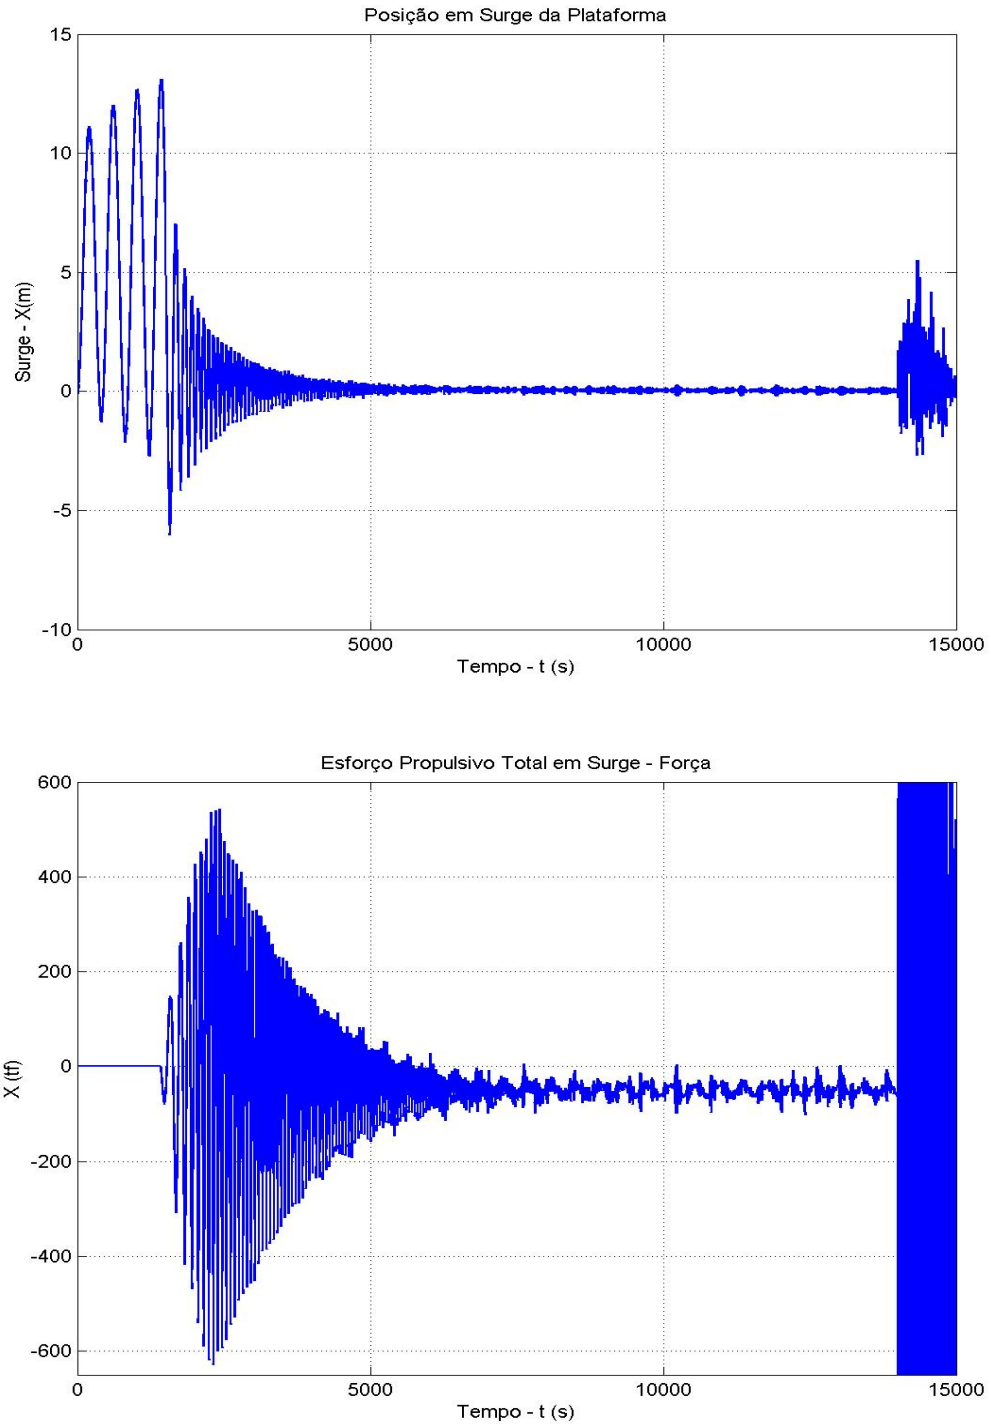 Posição em Surge da Plataforma
15
10
5
0
-5
-10
Surge - X(m)
0 5000 10000 15000
Tempo - t (s)
Esforço Propulsivo Total em Surge - Força
600
400
200
0
-200
-400
-600
X (tf)
0 5000 10000 15000
Tempo - t (s)